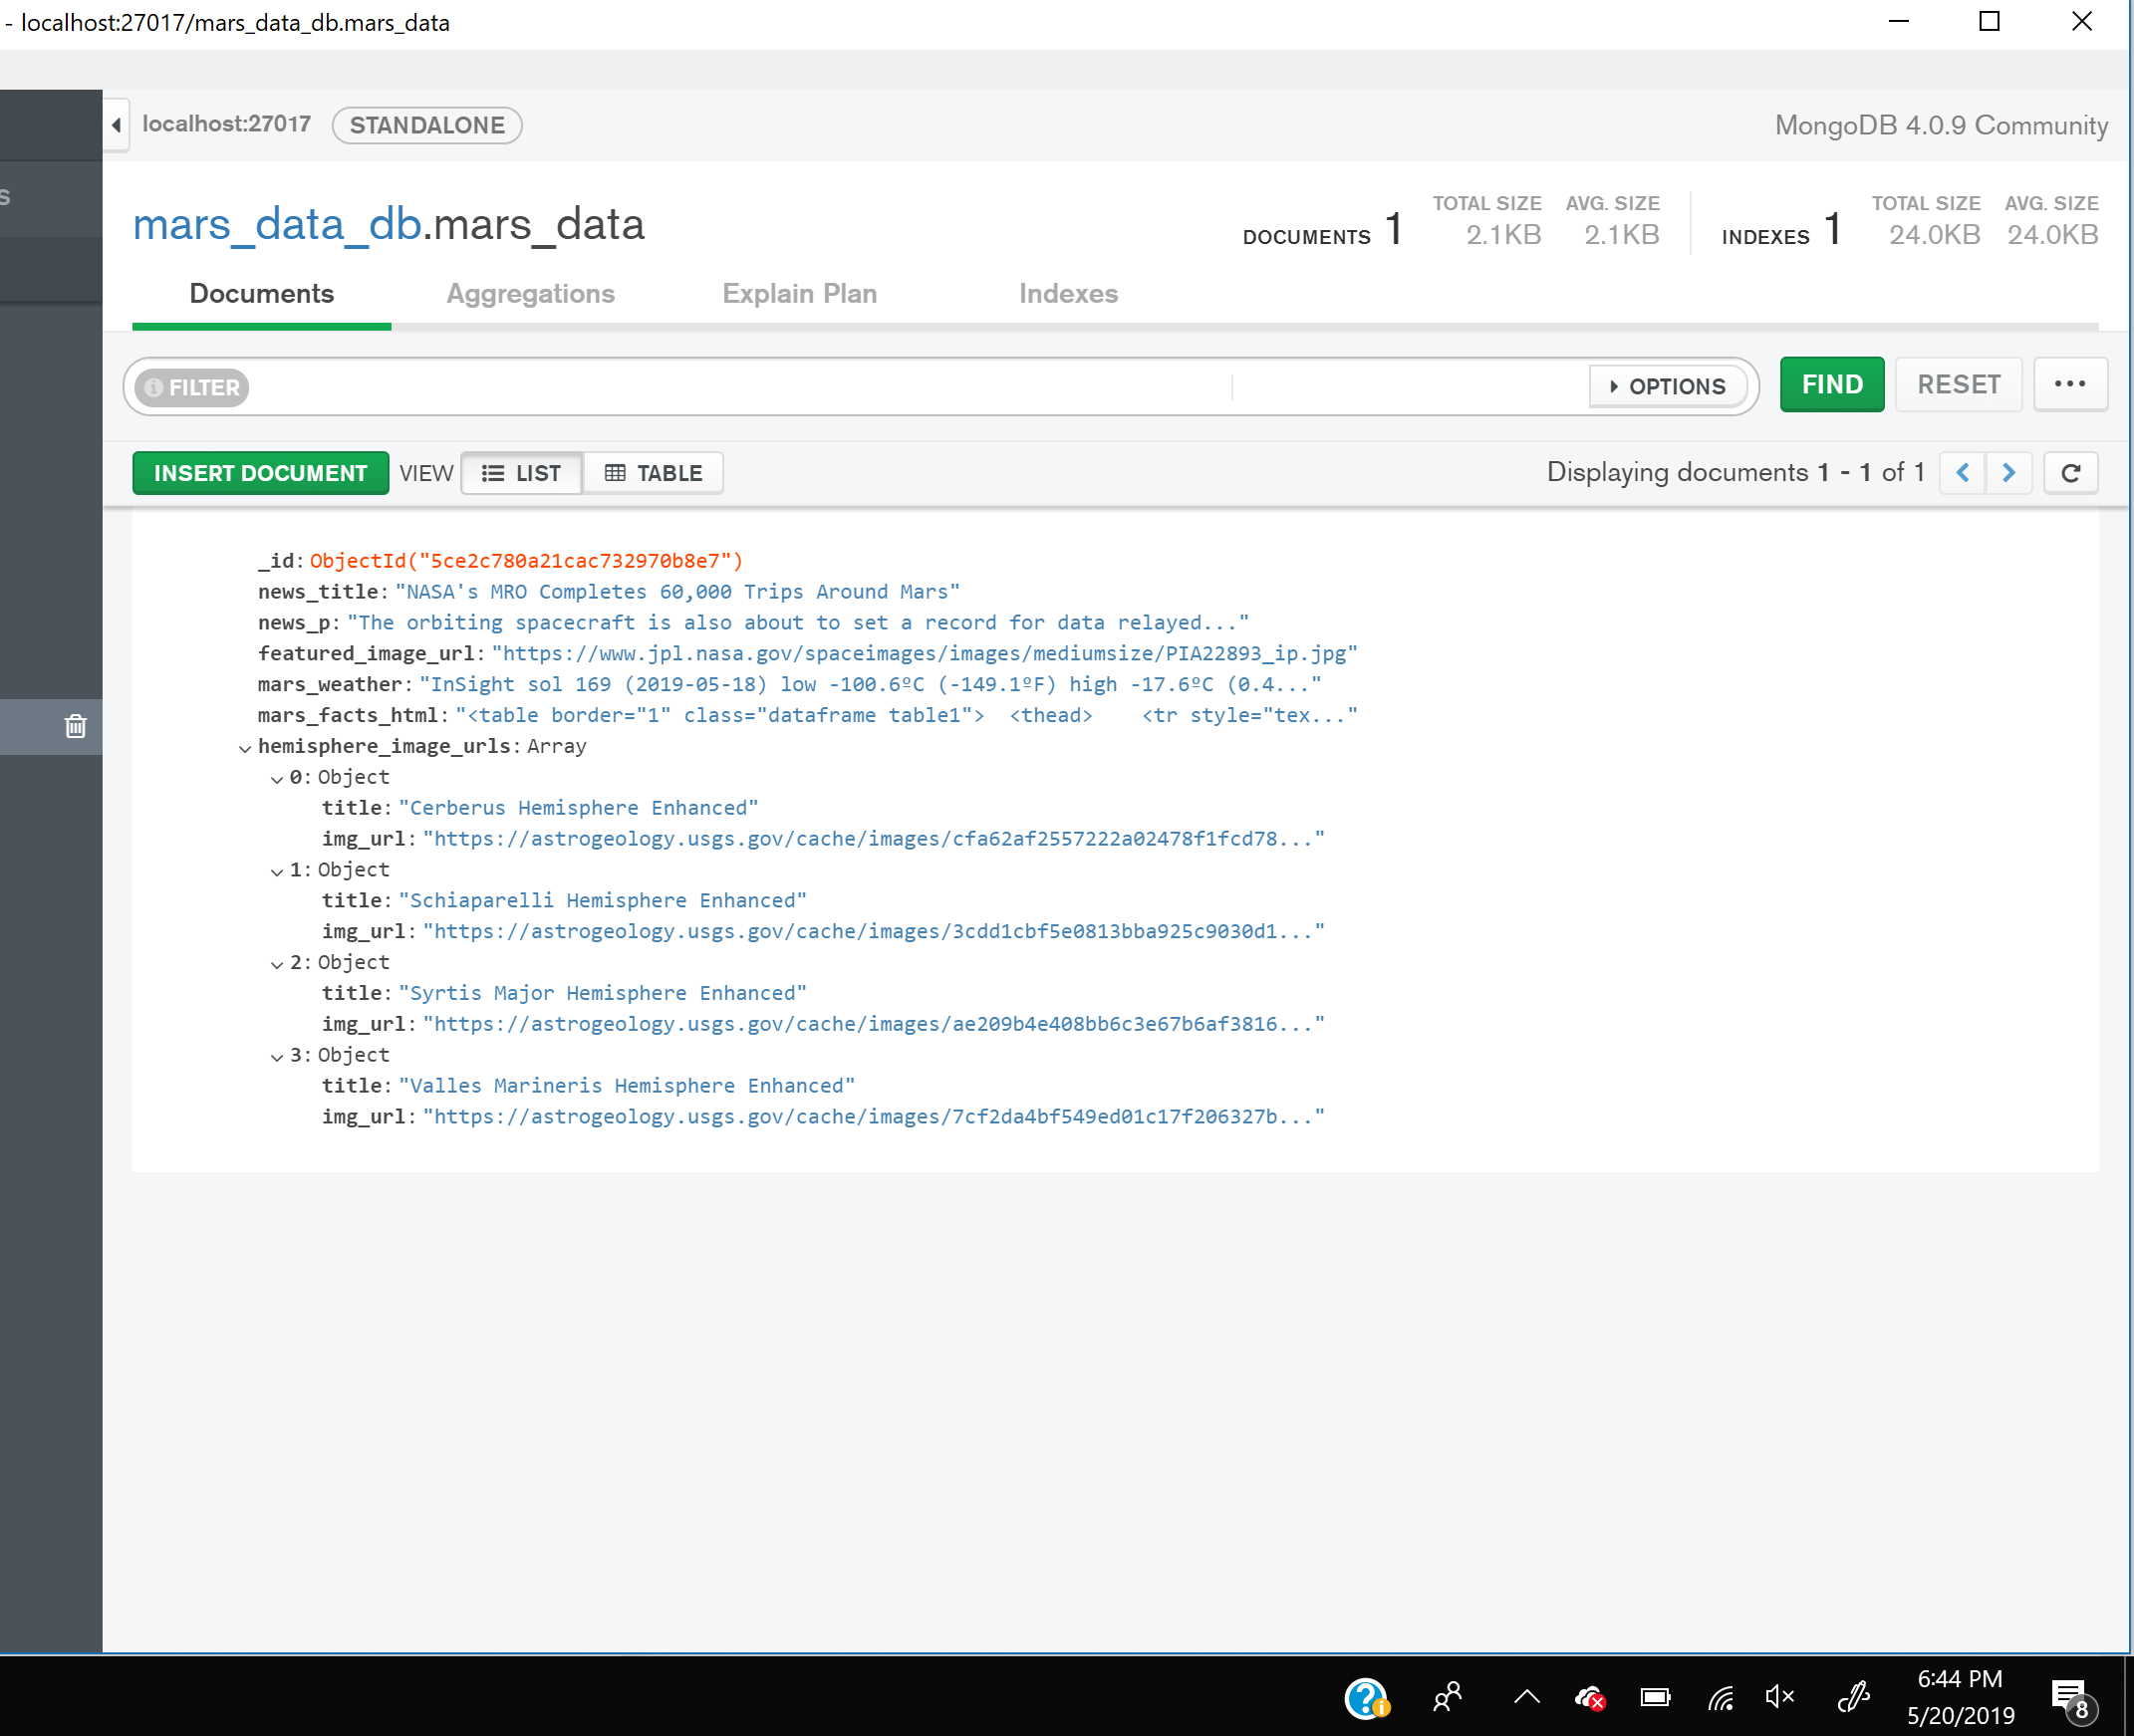 - localhost:27017/mars_data_db.mars_data
localhost:27017 STANDALONE MongoDB 4.0.9 Community
s
mars_data_db.mars_data DOCUMENTS 1 TOTAL SIZE 2.1KB AVG. SIZE 2.1KB INDEXES 1 TOTAL SIZE 24.0KB AVG. SIZE 24.0KB
Documents Aggregations Explain Plan Indexes
FILTER OPTIONS FIND RESET ...
INSERT DOCUMENT VIEW LIST TABLE Displaying documents 1 - 1 of 1
_id: ObjectId("5ce2c780a21cac732970b8e7")
news_title: "NASA's MRO Completes 60,000 Trips Around Mars"
news_p: "The orbiting spacecraft is also about to set a record for data relayed..."
featured_image_url: "https://www.jpl.nasa.gov/spaceimages/images/mediumsize/PIA22893_ip.jpg"
mars_weather: "InSight sol 169 (2019-05-18) low -100.6ºC (-149.1ºF) high -17.6ºC (0.4..."
mars_facts_html: "<table border="1" class="dataframe table1"> <thead> <tr style="tex..."
hemisphere_image_urls: Array
0: Object
title: "Cerberus Hemisphere Enhanced"
img_url: "https://astrogeology.usgs.gov/cache/images/cfa62af2557222a02478f1fcd78..."
1: Object
title: "Schiaparelli Hemisphere Enhanced"
img_url: "https://astrogeology.usgs.gov/cache/images/3cdd1cbf5e0813bba925c9030d1..."
2: Object
title: "Syrtis Major Hemisphere Enhanced"
img_url: "https://astrogeology.usgs.gov/cache/images/ae209b4e408bb6c3e67b6af3816..."
3: Object
title: "Valles Marineris Hemisphere Enhanced"
img_url: "https://astrogeology.usgs.gov/cache/images/7cf2da4bf549ed01c17f206327b..."
6:44 PM
5/20/2019
8